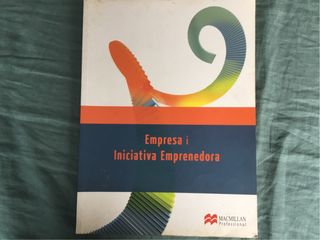 Empresa i
Iniciativa Emprenedora
MACMILLAN
Professional